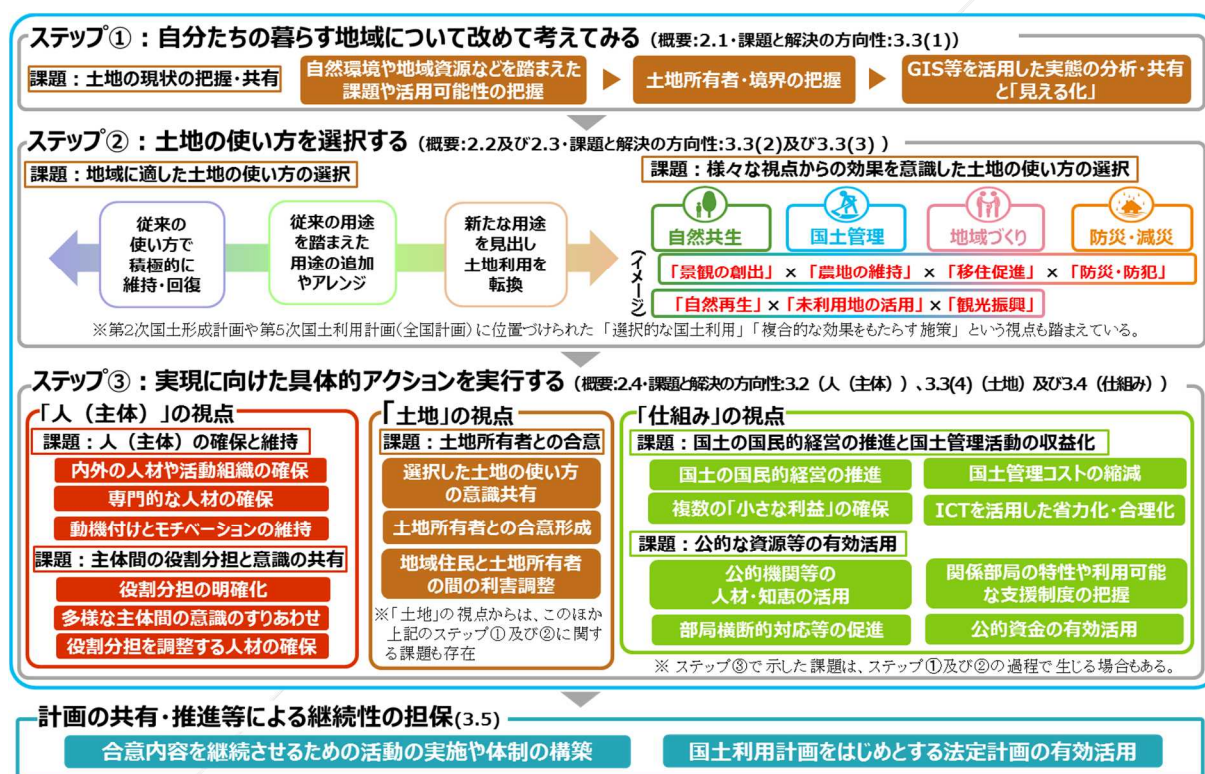 ステップ①：自分たちの暮らす地域について改めて考えてみる（概要:2.1・課題と解決の方向性:3.3(1)）
課題：土地の現状の把握・共有
自然環境や地域資源などを踏まえた
課題や活用可能性の把握
土地所有者・境界の把握
GIS等を活用した実態の分析・共有
と「見える化」
ステップ②：土地の使い方を選択する（概要:2.2及び2.3・課題と解決の方向性:3.3(2)及び3.3(3)）
課題：地域に適した土地の使い方の選択
従来の
使い方で
積極的に
維持・回復
従来の用途
を踏まえた
用途の追加
やアレンジ
新たな用途
を見出し
土地利用を
転換
課題：様々な視点からの効果を意識した土地の使い方の選択
自然共生
国土管理
地域づくり
防災・減災
（イメージ）
「景観の創出」×「農地の維持」×「移住促進」×「防災・防犯」
「自然再生」×「未利用地の活用」×「観光振興」
※第2次国土形成計画や第5次国土利用計画(全国計画)に位置づけられた「選択的な国土利用」「複合的な効果をもたらす施策」という視点も踏まえている。
ステップ③：実現に向けた具体的アクションを実行する（概要:2.4・課題と解決の方向性:3.2（人（主体））、3.3(4)（土地）及び3.4（仕組み））
「人（主体）」の視点
課題：人（主体）の確保と維持
内外の人材や活動組織の確保
専門的な人材の確保
動機付けとモチベーションの維持
課題：主体間の役割分担と意識の共有
役割分担の明確化
多様な主体間の意識のすりあわせ
役割分担を調整する人材の確保
「土地」の視点
課題：土地所有者との合意
選択した土地の使い方
の意識共有
土地所有者との合意形成
地域住民と土地所有者
の間の利害調整
※「土地」の視点からは、このほか
上記のステップ①及び②に関す
る課題も存在
「仕組み」の視点
課題：国土の国民的経営の推進と国土管理活動の収益化
国土の国民的経営の推進
国土管理コストの縮減
複数の「小さな利益」の確保
ICTを活用した省力化・合理化
課題：公的な資源等の有効活用
公的機関等の
人材・知恵の活用
関係部局の特性や利用可能
な支援制度の把握
部局横断的対応等の促進
公的資金の有効活用
※ ステップ③で示した課題は、ステップ①及び②の過程で生じる場合もある。
計画の共有・推進等による継続性の担保(3.5)
合意内容を継続させるための活動の実施や体制の構築
国土利用計画をはじめとする法定計画の有効活用